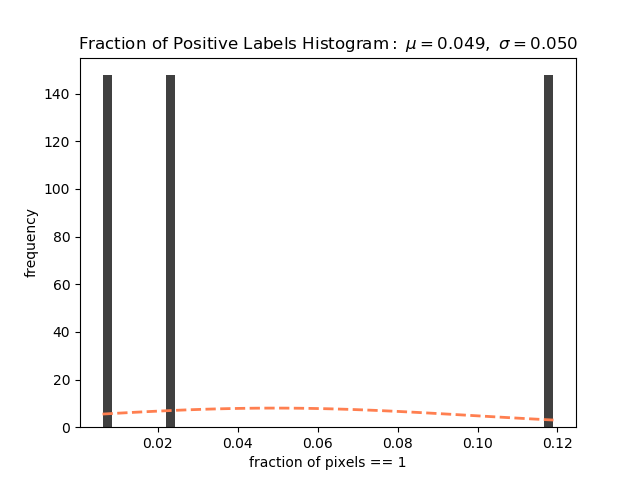 Fraction of Positive Labels Histogram: μ = 0.049, σ = 0.050
140
120
100
80
60
40
20
0
frequency
0.02 0.04 0.06 0.08 0.10 0.12
fraction of pixels == 1